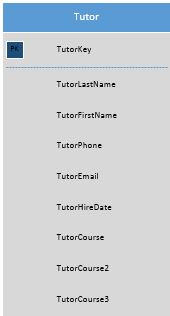 Tutor
PK TutorKey
TutorLastName
TutorFirstName
TutorPhone
TutorEmail
TutorHireDate
TutorCourse
TutorCourse2
TutorCourse3